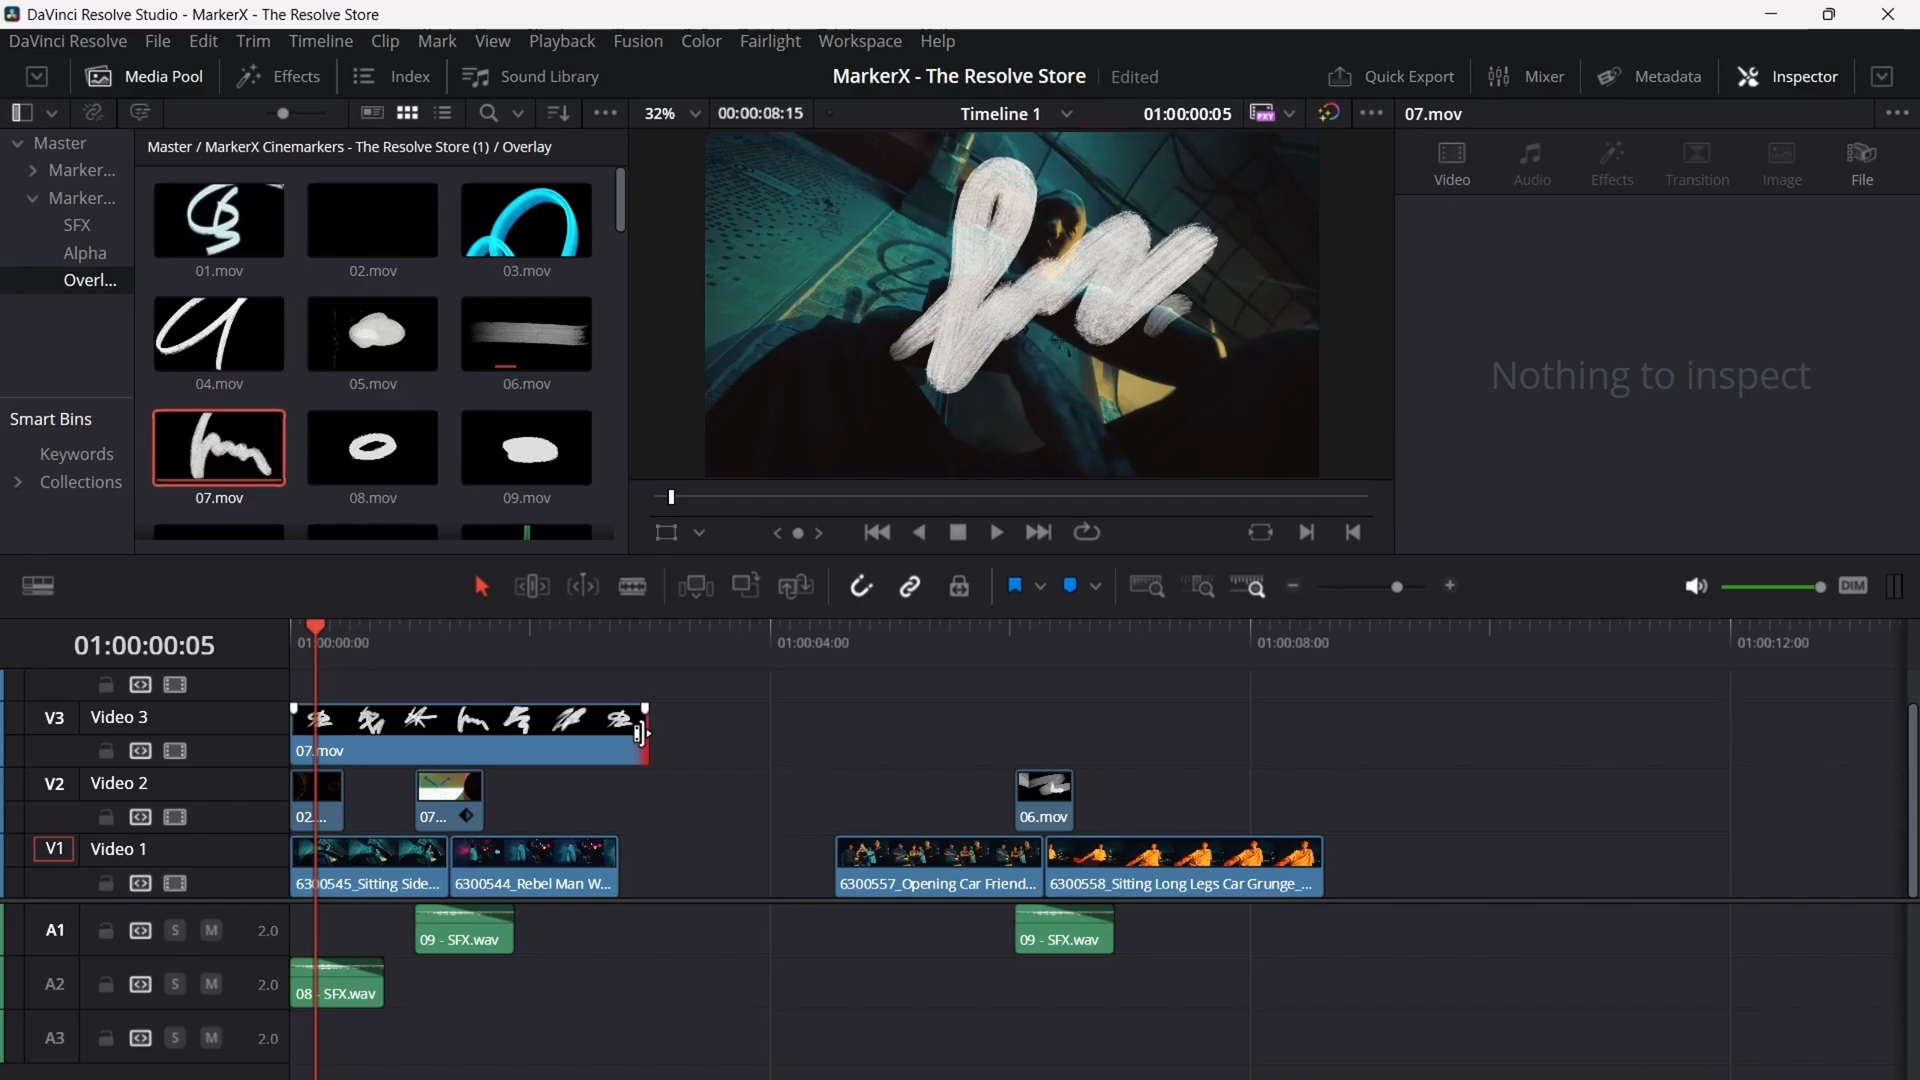 DaVinci Resolve Studio - MarkerX - The Resolve Store
DaVinci Resolve File Edit Trim Timeline Clip Mark View Playback Fusion Color Fairlight Workspace Help
Media Pool Effects Index Sound Library MarkerX - The Resolve Store Edited Quick Export Mixer Metadata Inspector
32% 00:00:08:15 Timeline 1 01:00:00:05 PXY 07.mov
Master Master / MarkerX Cinemarkers - The Resolve Store (1) / Overlay
Marker...
Marker...
SFX
Alpha
Overl...
01.mov 02.mov 03.mov
04.mov 05.mov 06.mov
07.mov 08.mov 09.mov
Smart Bins
Keywords
Collections
Video Audio Effects Transition Image File
Nothing to inspect
DIM
01:00:00:05 01:00:00:00 01:00:04:00 01:00:08:00 01:00:12:00
V3 Video 3
07.mov
V2 Video 2
02... 07... 06.mov
V1 Video 1
6300545_Sitting Side... 6300544_Rebel Man W... 6300557_Opening Car Friend... 6300558_Sitting Long Legs Car Grunge_...
A1 S M 2.0 09 - SFX.wav 09 - SFX.wav
A2 S M 2.0 08 - SFX.wav
A3 S M 2.0